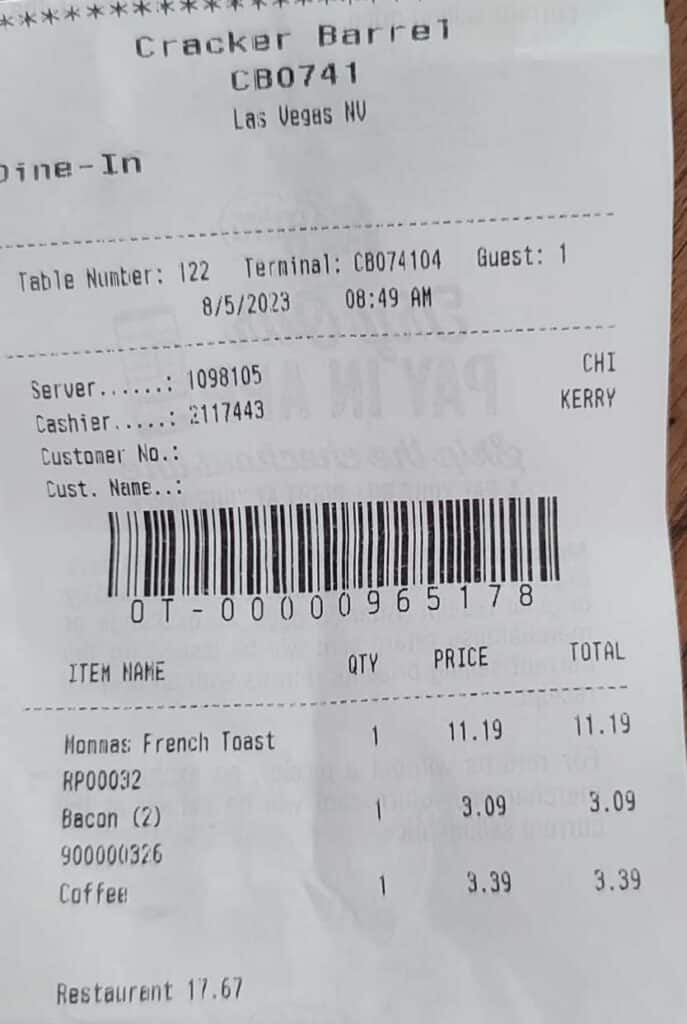 ********************
Cracker Barrel
CB0741
Las Vegas NV
Dine-In
Table Number: 122 Terminal: CB074104 Guest: 1
8/5/2023 08:49 AM
Server......: 1098105 CHI
Cashier.....: 2117443 KERRY
Customer No.:
Cust. Name..:
OT-00000965178
ITEM NAME QTY PRICE TOTAL
Mommas French Toast 1 11.19 11.19
RP00032
Bacon (2) 1 3.09 3.09
900000326
Coffee 1 3.39 3.39
Restaurant 17.67